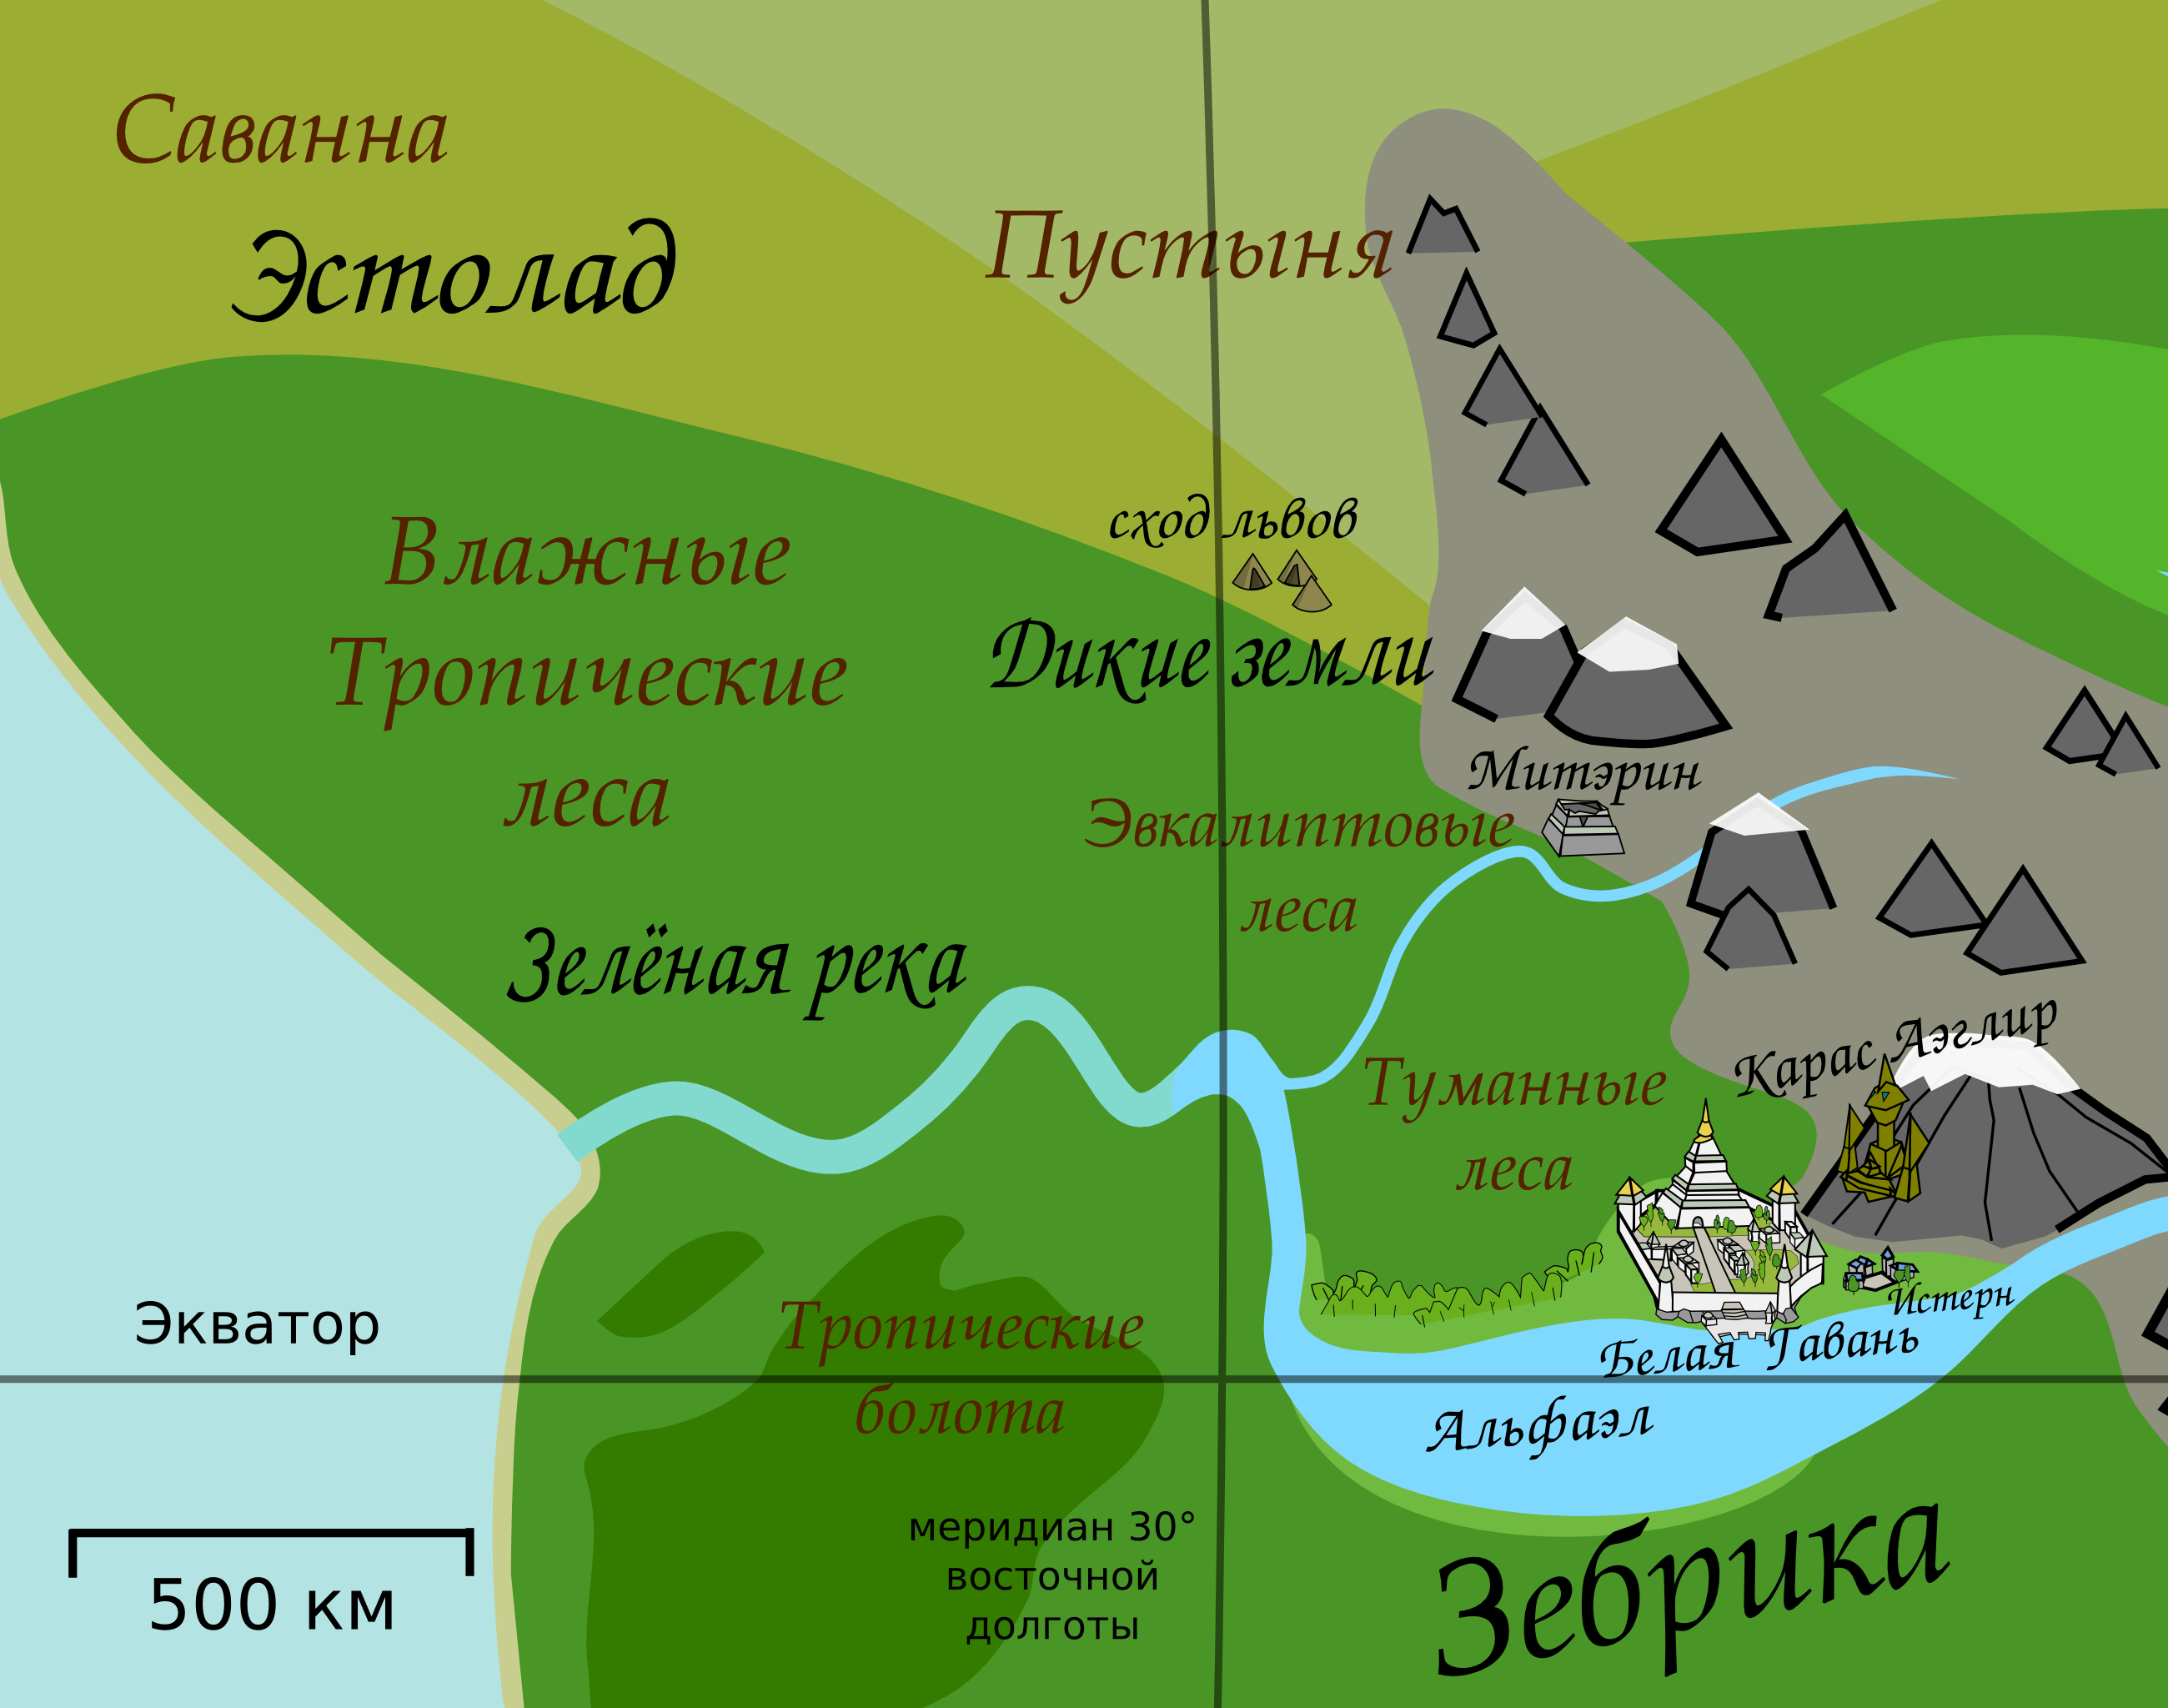 Саванна
Эстолад
Пустыня
сход львов
Влажные
Тропические
леса
Дикие земли
Митэрин
Эвкалиптовые
леса
Зелёная река
Карас Аэглир
Туманные
леса
Истерн
Белая Гавань
Экватор
Тропические
болота
Альфаэл
меридиан 30°
восточной
долготы
500 км
Зебрика